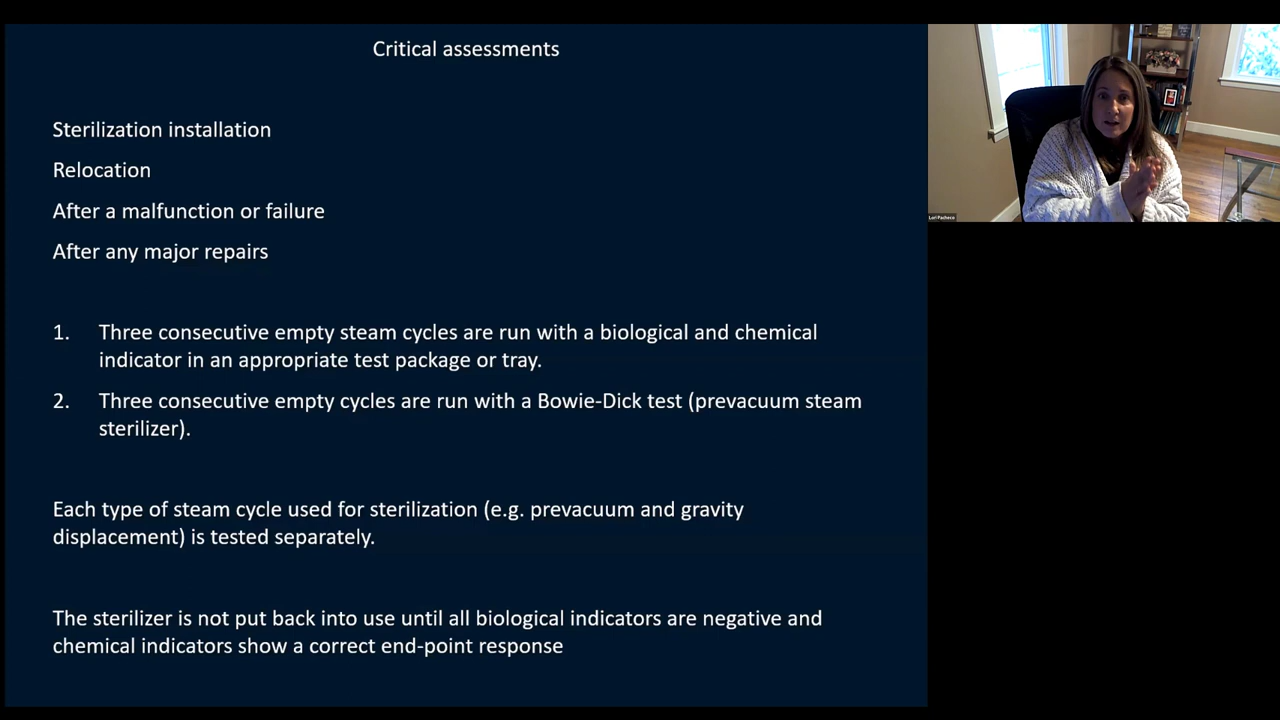 Critical assessments
Sterilization installation
Relocation
After a malfunction or failure
After any major repairs
1. Three consecutive empty steam cycles are run with a biological and chemical
indicator in an appropriate test package or tray.
2. Three consecutive empty cycles are run with a Bowie-Dick test (prevacuum steam
sterilizer).
Each type of steam cycle used for sterilization (e.g. prevacuum and gravity
displacement) is tested separately.
The sterilizer is not put back into use until all biological indicators are negative and
chemical indicators show a correct end-point response
Lori Pacheco